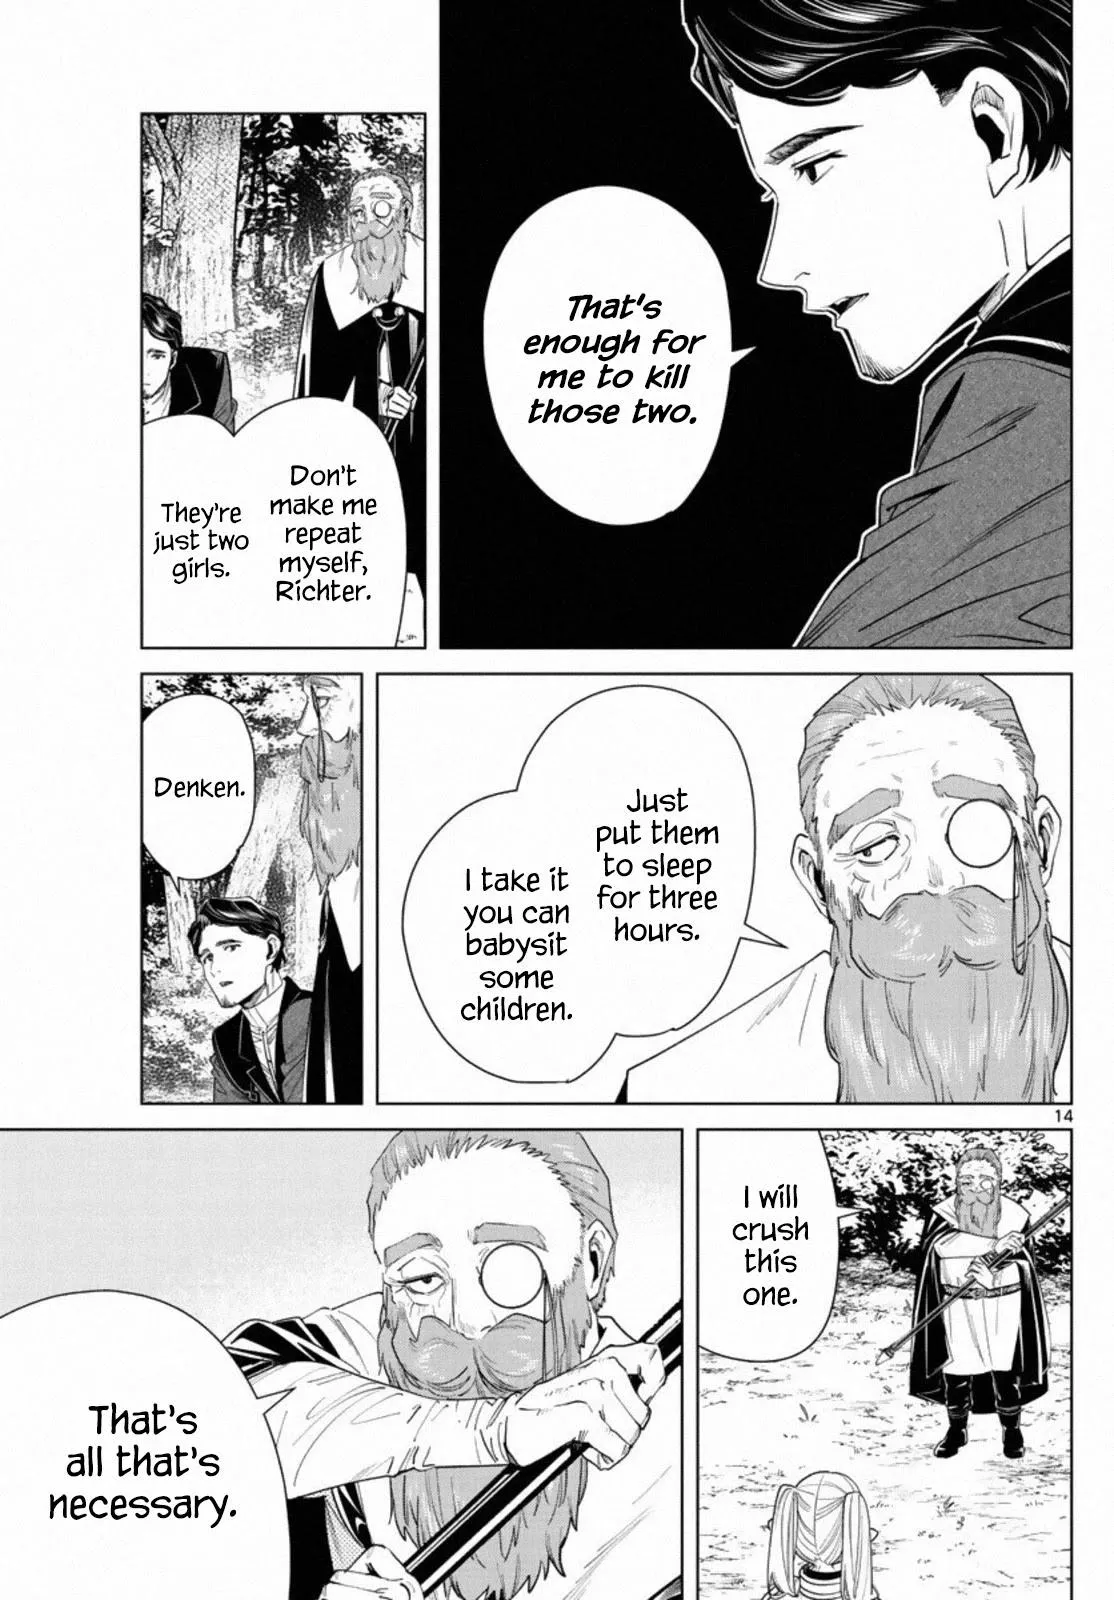 That's
enough for
me to kill
those two.
Don't
make me
repeat
myself,
Richter.
They're
just two
girls.
Just
put them
to sleep
for three
hours.
I take it
you can
babysit
some
children.
Denken.
14
I will
crush
this
one.
That's
all that's
necessary.